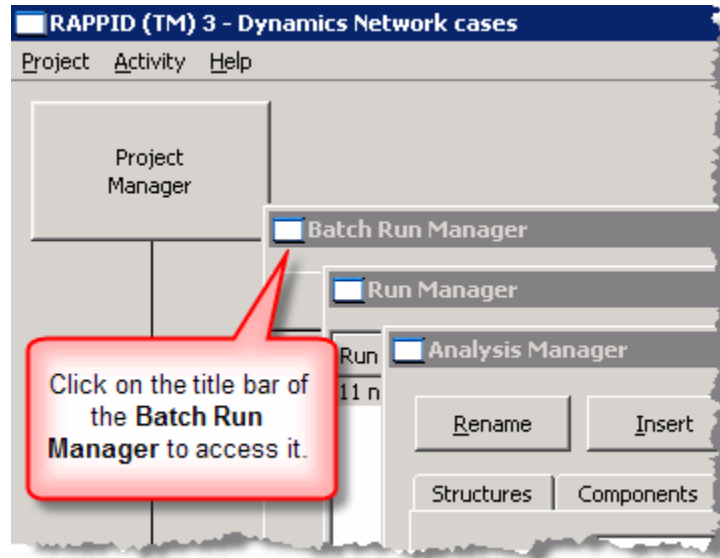 RAPPID (TM) 3 - Dynamics Network cases
Project Activity Help
Project
Manager
Batch Run Manager
Run Manager
Run
Analysis Manager
11 n
Rename Insert
Structures Components
Click on the title bar of
the Batch Run
Manager to access it.